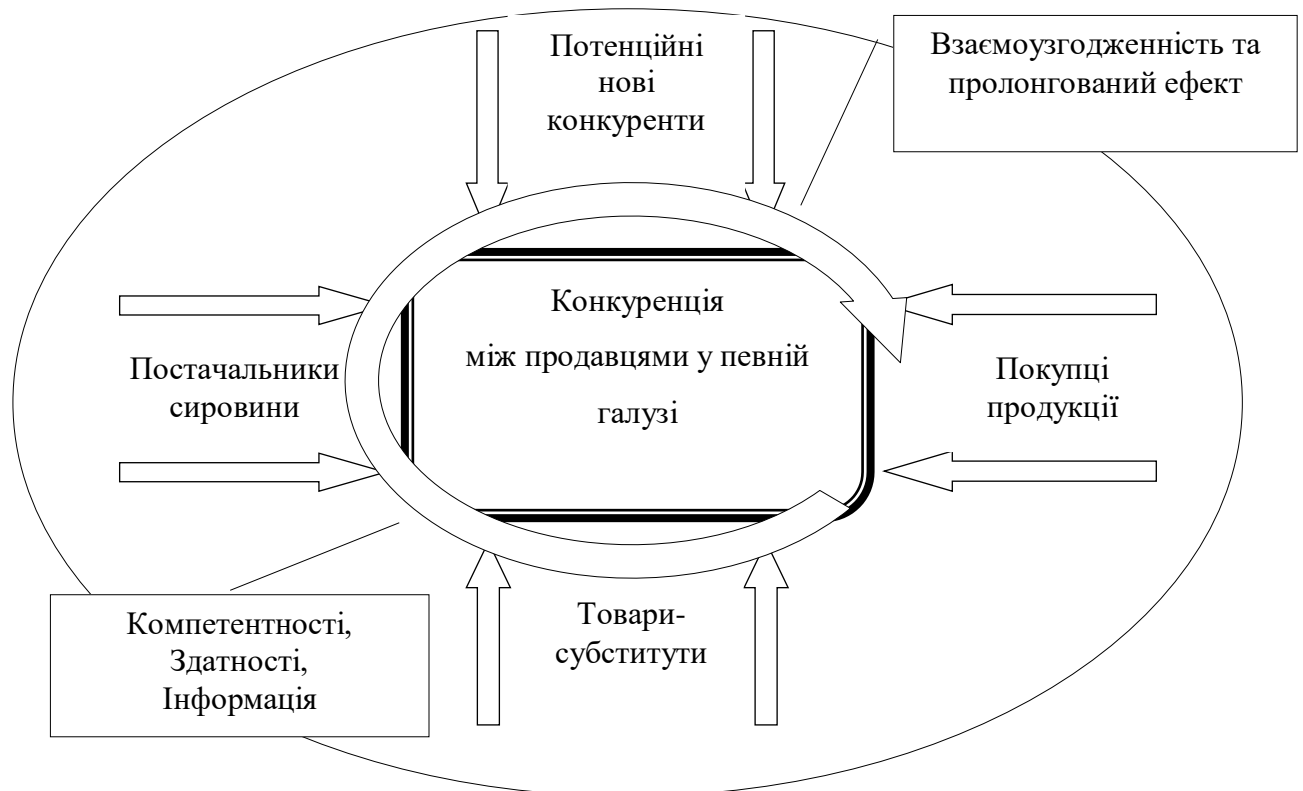 Потенційні
нові
конкуренти
Взаємоузгодженність та
пролонгований ефект
Конкуренція
між продавцями у певній
галузі
Постачальники
сировини
Покупці
продукції
Компетентності,
Здатності,
Інформація
Товари-
субститути